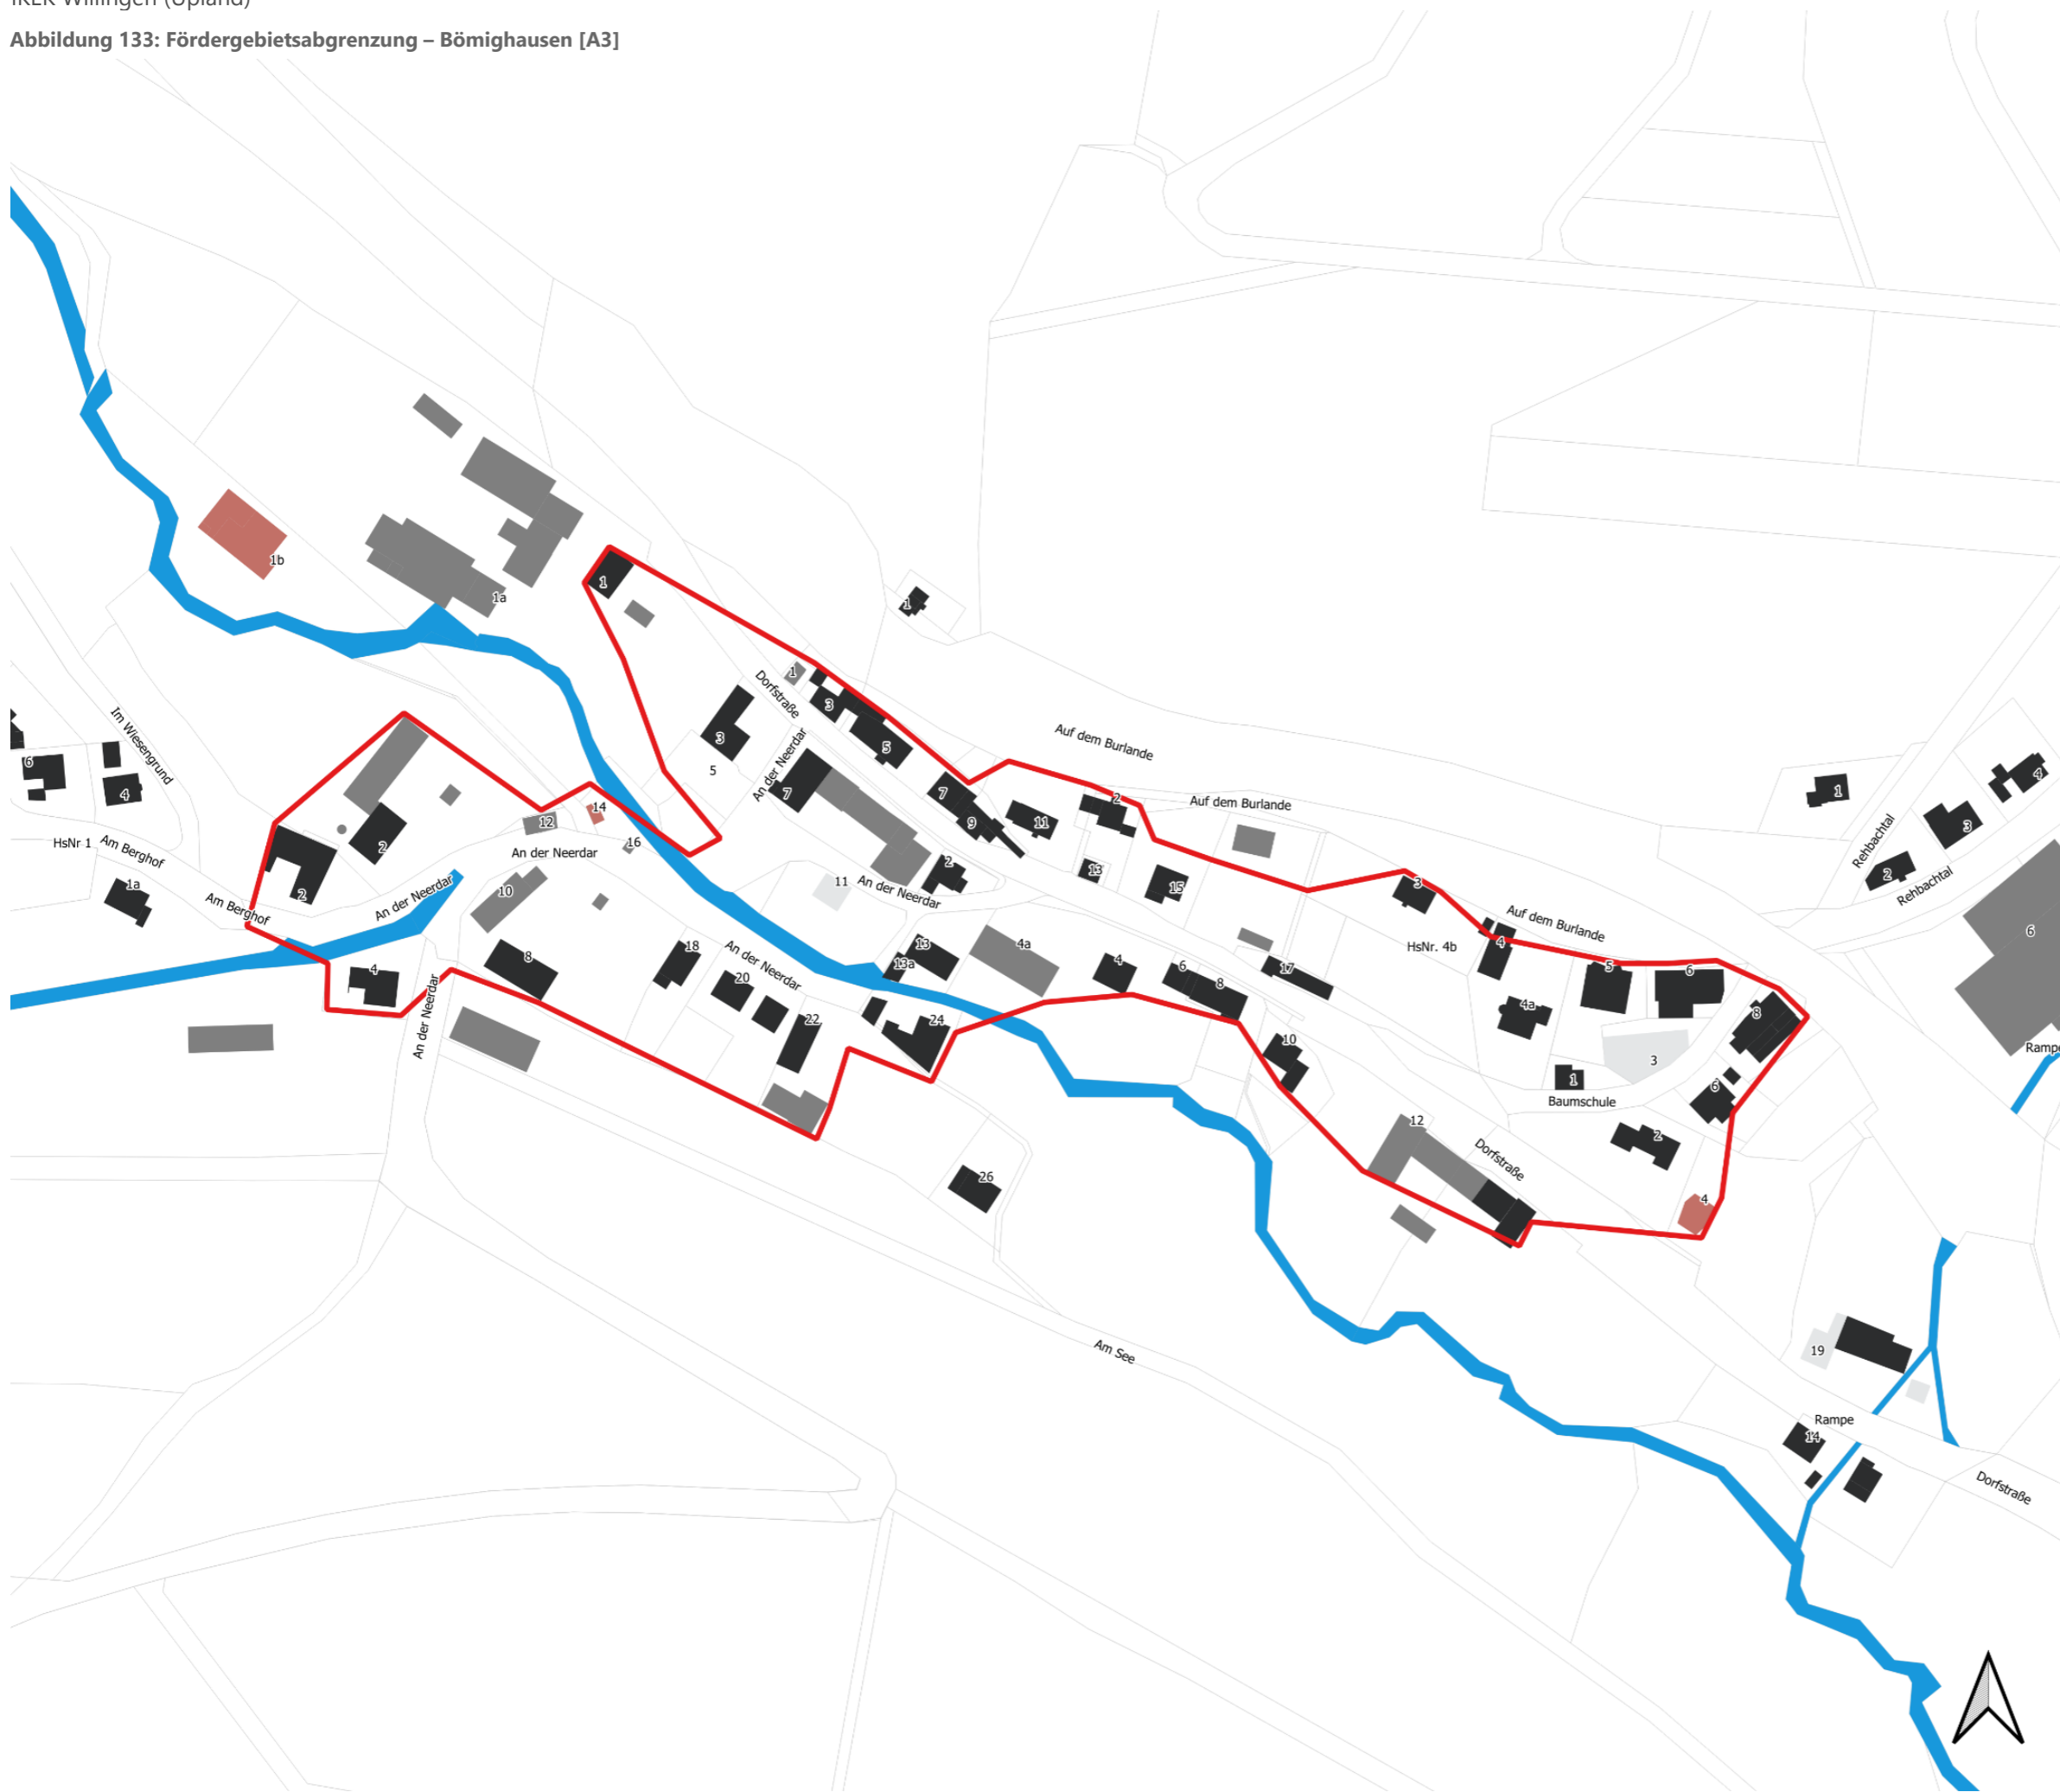 IKEK Willingen (Upland)
Abbildung 133: Fördergebietsabgrenzung – Bömighausen [A3]
1b
1a
1
1
1
Dorfstraße
3
3
5
5
An der Neerdar
7
Auf dem Burlande
Im Wiesengrund
6
4
HsNr 1
Am Berghof
1a
Am Berghof
2
2
An der Neerdar
12
14
16
An der Neerdar
10
7
9
11
2
13
15
Auf dem Burlande
2
11
An der Neerdar
3
Auf dem Burlande
HsNr. 4b
4
1
Rehbachtal
4
3
2
Rehbachtal
6
Rampe
4
8
An der Neerdar
18
An der Neerdar
20
22
13
13a
24
4a
4
6
8
17
10
5
6
4a
8
3
1
Baumschule
6
2
4
12
Dorfstraße
26
Am See
19
Rampe
14
Dorfstraße